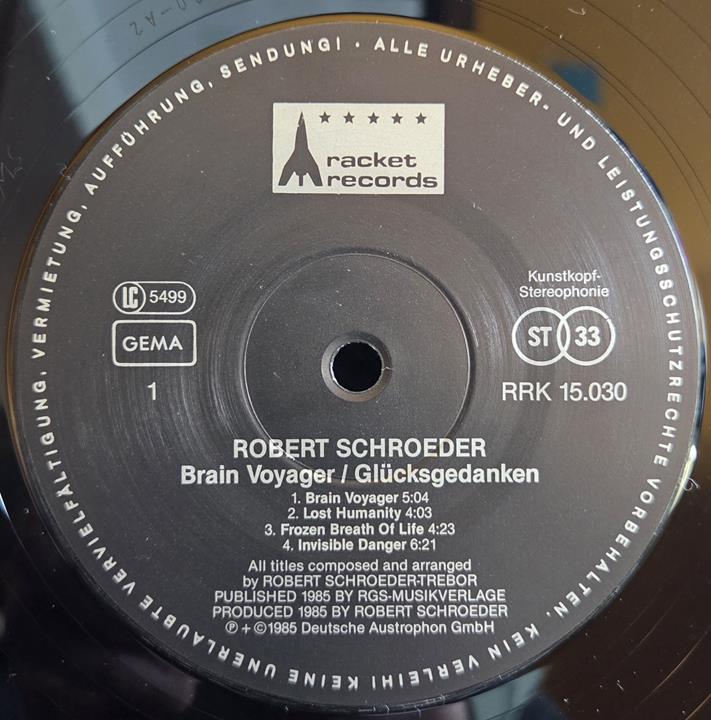 ALLE URHEBER- UND LEISTUNGSSCHUTZRECHTE VORBEHALTEN. KEIN VERLEIH! KEINE UNERLAUBTE VERVIELFÄLTIGUNG, VERMIETUNG, AUFFÜHRUNG, SENDUNG! ·
racket
records
LC 5499
GEMA
1
Kunstkopf-
Stereophonie
ST 33
RRK 15.030
ROBERT SCHROEDER
Brain Voyager / Glücksgedanken
1. Brain Voyager 5:04
2. Lost Humanity 4:03
3. Frozen Breath Of Life 4:23
4. Invisible Danger 6:21
All titles composed and arranged
by ROBERT SCHROEDER-TREBOR
PUBLISHED 1985 BY RGS-MUSIKVERLAGE
PRODUCED 1985 BY ROBERT SCHROEDER
℗ + ©1985 Deutsche Austrophon GmbH